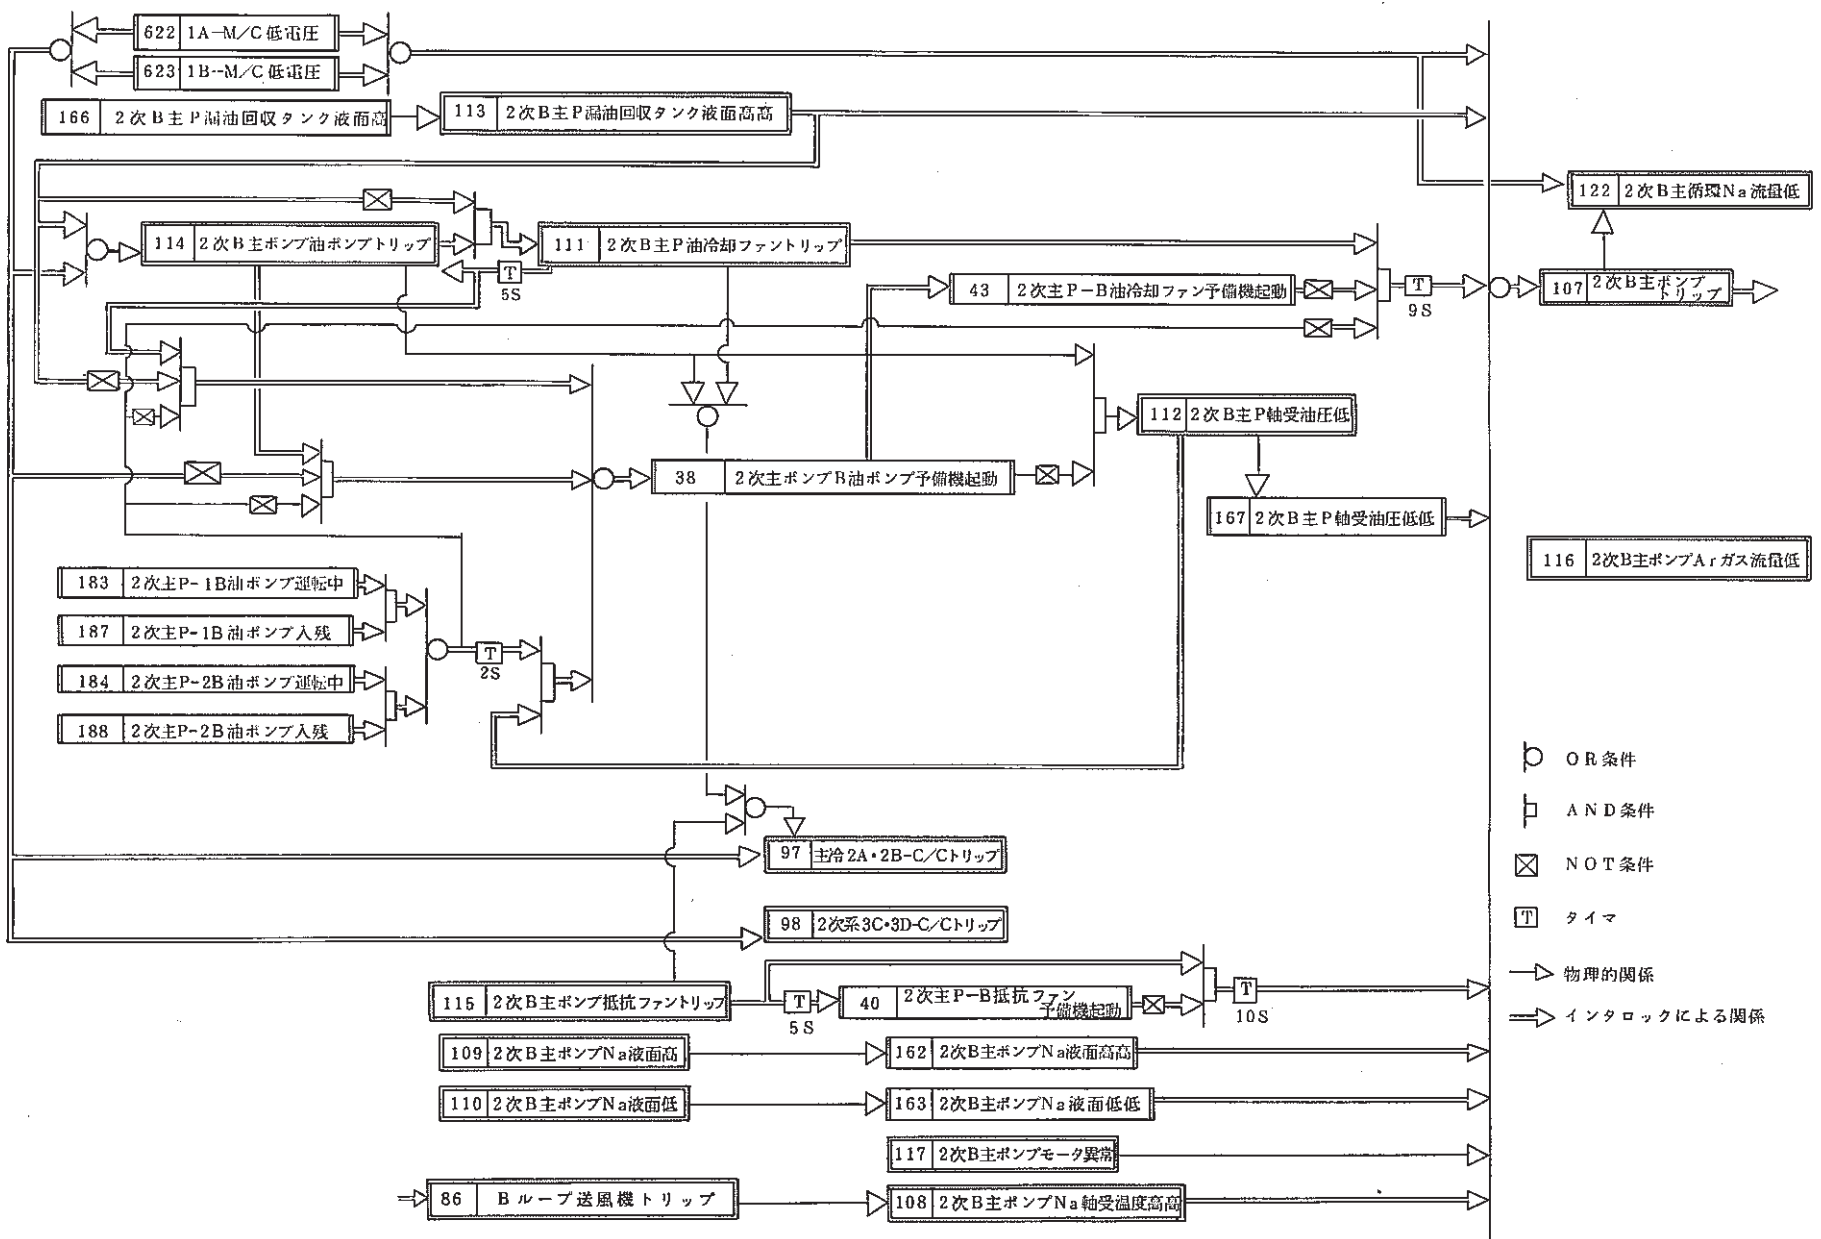 622 1A-M/C低電圧
623 1B-M/C低電圧
166 2次B主P漏油回収タンク液面高
113 2次B主P漏油回収タンク液面高高
122 2次B主循環Na流量低
114 2次B主ポンプ油ポンプトリップ
111 2次B主P油冷却ファントリップ
T
5S
43 2次主P-B油冷却ファン予備機起動
T
9S
107 2次B主ポンプ
トリップ
112 2次B主P軸受油圧低
38 2次主ポンプB油ポンプ予備機起動
167 2次B主P軸受油圧低低
116 2次B主ポンプArガス流量低
183 2次主P-1B油ポンプ運転中
187 2次主P-1B油ポンプ入残
184 2次主P-2B油ポンプ運転中
188 2次主P-2B油ポンプ入残
T
2S
97 主冷2A・2B-C/Cトリップ
98 2次系3C・3D-C/Cトリップ
115 2次B主ポンプ抵抗ファントリップ
T
5S
40 2次主P-B抵抗ファン
予備機起動
T
10S
109 2次B主ポンプNa液面高
162 2次B主ポンプNa液面高高
110 2次B主ポンプNa液面低
163 2次B主ポンプNa液面低低
117 2次B主ポンプモータ異常
86 Bループ送風機トリップ
108 2次B主ポンプNa軸受温度高高
OR条件
AND条件
NOT条件
T タイマ
物理的関係
インタロックによる関係